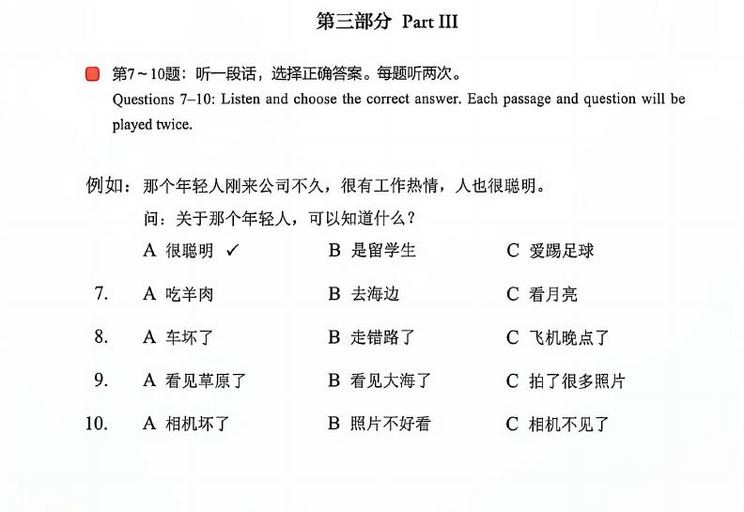 第三部分 Part III
第7~10题：听一段话，选择正确答案。每题听两次。
Questions 7–10: Listen and choose the correct answer. Each passage and question will be
played twice.
例如：那个年轻人刚来公司不久，很有工作热情，人也很聪明。
问：关于那个年轻人，可以知道什么？
A 很聪明 ✓ B 是留学生 C 爱踢足球
7. A 吃羊肉 B 去海边 C 看月亮
8. A 车坏了 B 走错路了 C 飞机晚点了
9. A 看见草原了 B 看见大海了 C 拍了很多照片
10. A 相机坏了 B 照片不好看 C 相机不见了